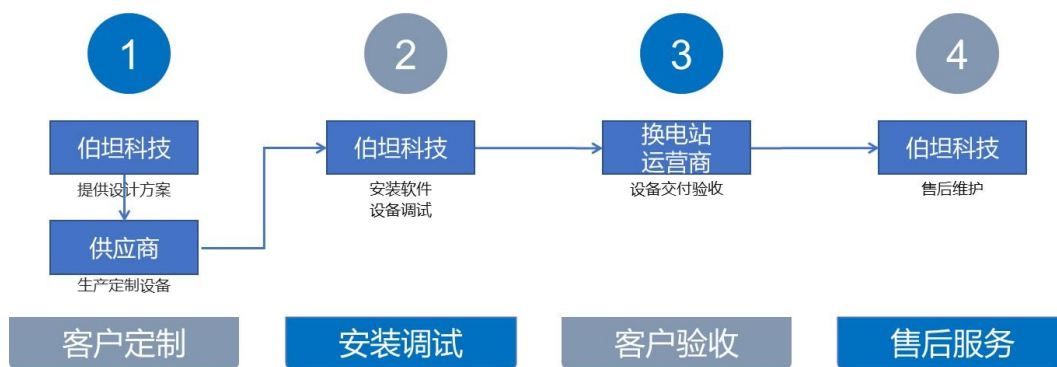 1
2
3
4
伯坦科技
提供设计方案
供应商
生产定制设备
伯坦科技
安装软件
设备调试
换电站
运营商
设备交付验收
伯坦科技
售后维护
客户定制
安装调试
客户验收
售后服务